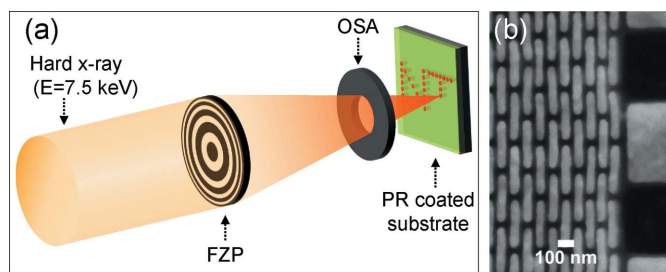 (a)
Hard x-ray
(E=7.5 keV)
OSA
FZP
PR coated
substrate
(b)
100 nm